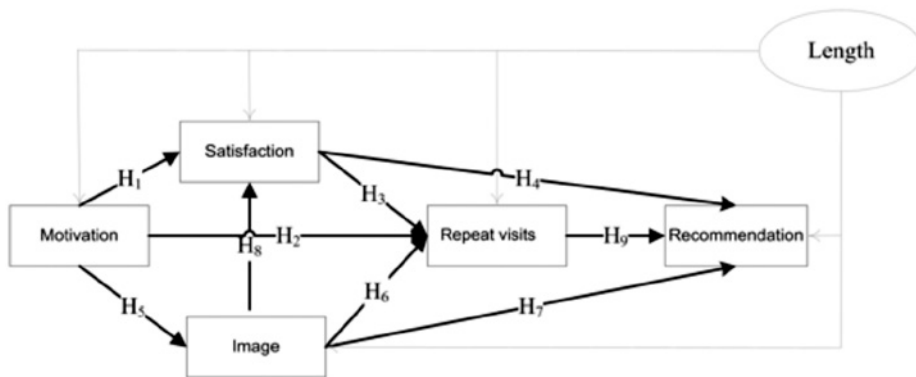 Length
Satisfaction
H₁
H₄
H₃
Motivation
H₂
Repeat visits
H₉
Recommendation
H₈
H₅
H₆
H₇
Image